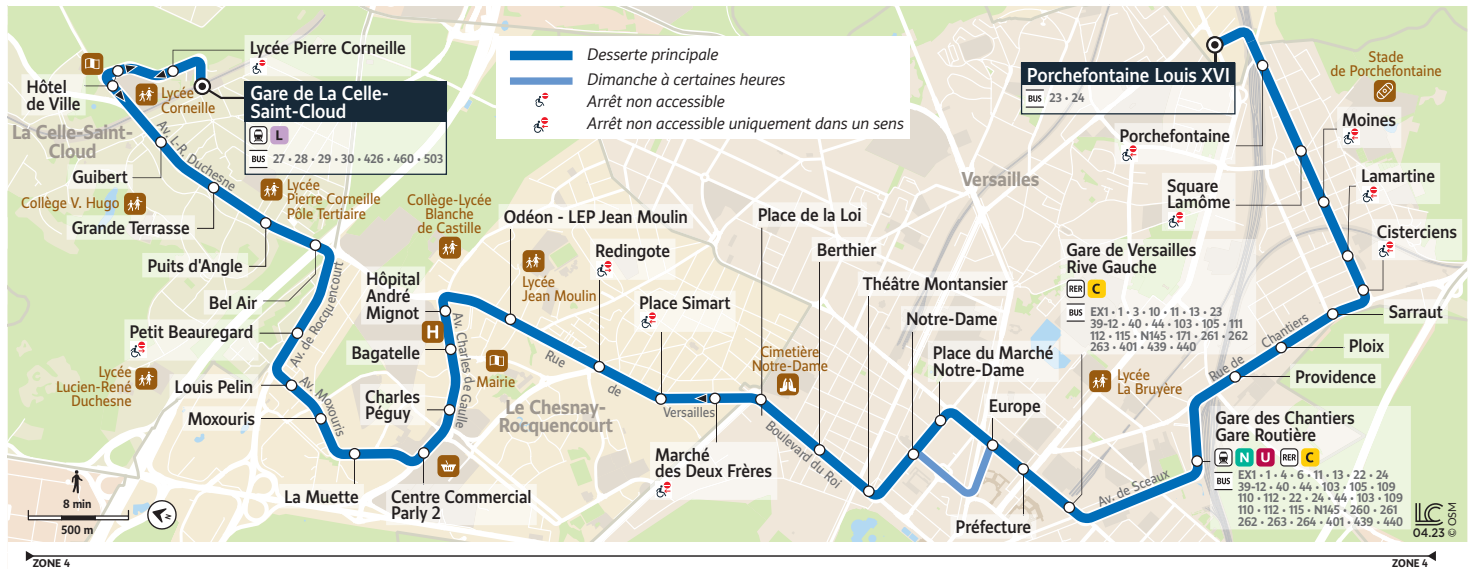 Lycée Pierre Corneille
Hôtel
de Ville
Lycée
Corneille
Gare de La Celle-
Saint-Cloud
L
BUS 27 • 28 • 29 • 30 • 426 • 460 • 503
La Celle-Saint-
Cloud
Av. L-R. Duchesne
Guibert
Collège V. Hugo
Grande Terrasse
Lycée
Pierre Corneille
Pôle Tertiaire
Puits d'Angle
Bel Air
Av. de Rocquencourt
Petit Beauregard
Lycée
Lucien-René
Duchesne
Louis Pelin
Av. Moxouris
Moxouris
La Muette
Centre Commercial
Parly 2
Charles
Péguy
Bagatelle
Av. Charles de Gaulle
Hôpital
André
Mignot
H
Mairie
Collège-Lycée
Blanche
de Castille
Desserte principale
Dimanche à certaines heures
Arrêt non accessible
Arrêt non accessible uniquement dans un sens
Odéon - LEP Jean Moulin
Lycée
Jean Moulin
Redingote
Place Simart
Rue
de
Versailles
Le Chesnay-
Rocquencourt
Marché
des Deux Frères
Place de la Loi
Cimetière
Notre-Dame
Berthier
Boulevard du Roi
Théâtre Montansier
Notre-Dame
Place du Marché
Notre-Dame
Europe
Préfecture
Versailles
Gare de Versailles
Rive Gauche
RER C
BUS EX1 • 1 • 3 • 10 • 11 • 13 • 23
39-12 • 40 • 44 • 103 • 105 • 111
112 • 115 • N145 • 171 • 261 • 262
263 • 401 • 439 • 440
Lycée
La Bruyère
Av. de Sceaux
Gare des Chantiers
Gare Routière
N U RER C
BUS EX1 • 1 • 4 • 6 • 11 • 13 • 22 • 24
39-12 • 40 • 44 • 103 • 105 • 109
110 • 112 • 22 • 24 • 44 • 103 • 109
110 • 112 • 115 • N145 • 260 • 261
262 • 263 • 264 • 401 • 439 • 440
Rue de Chantiers
Providence
Ploix
Sarraut
Cisterciens
Lamartine
Square
Lamôme
Moines
Porchefontaine
Stade
de Porchefontaine
Porchefontaine Louis XVI
BUS 23 • 24
8 min
500 m
LC
04.23 © OSM
ZONE 4
ZONE 4